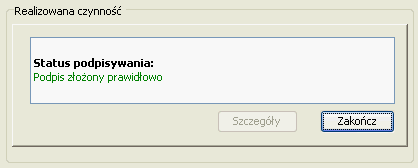 Realizowana czynność
Status podpisywania:
Podpis złożony prawidłowo
Szczegóły
Zakończ